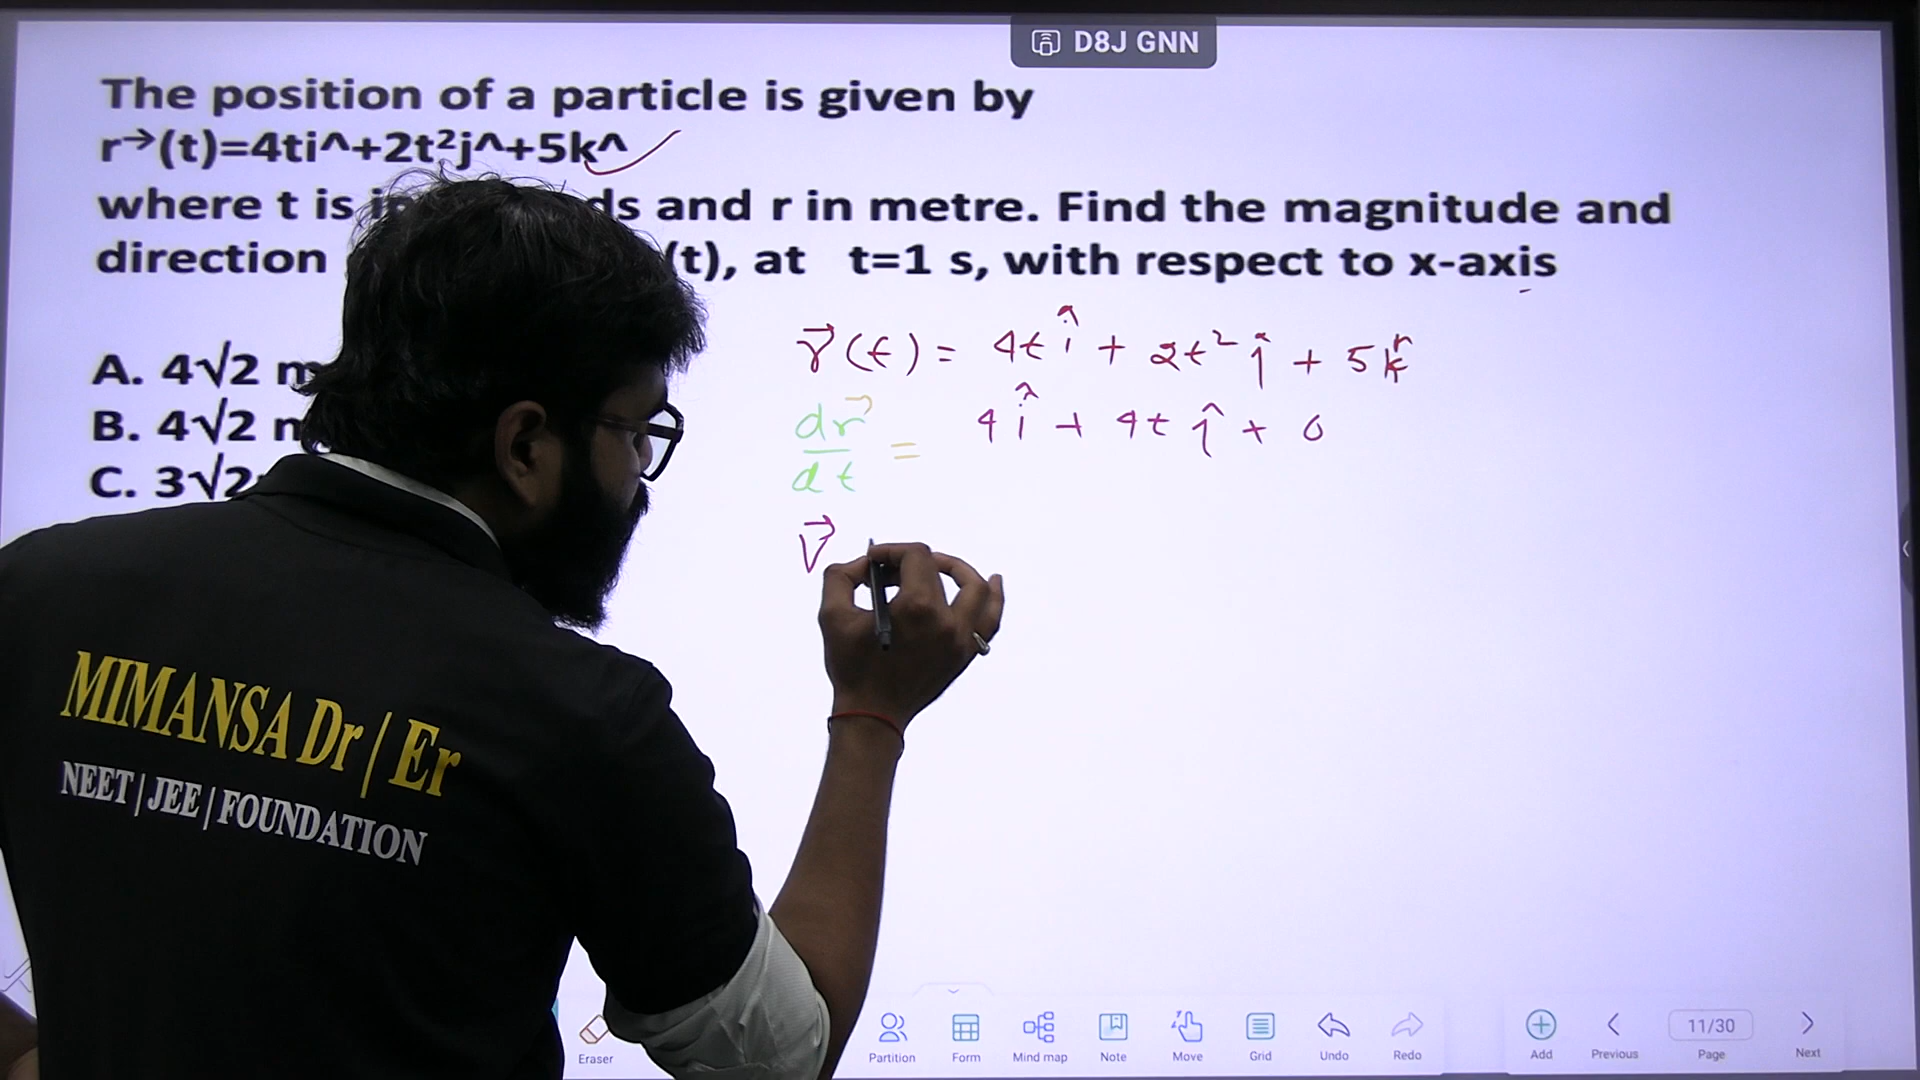 D8J GNN
The position of a particle is given by
r→(t)=4ti^+2t²j^+5k^
where t is in ds and r in metre. Find the magnitude and
direction (t), at t=1 s, with respect to x-axis
A. 4√2 m
B. 4√2
C. 3√2
r→(t) = 4t i^ + 2t² j^ + 5k^
dr→/dt = 4 i^ + 4t j^ + 0
V→
MIMANSA Dr | Er
NEET | JEE | FOUNDATION
Eraser Partition Form Mind map Note Move Grid Undo Redo Add Previous 11/30 Page Next